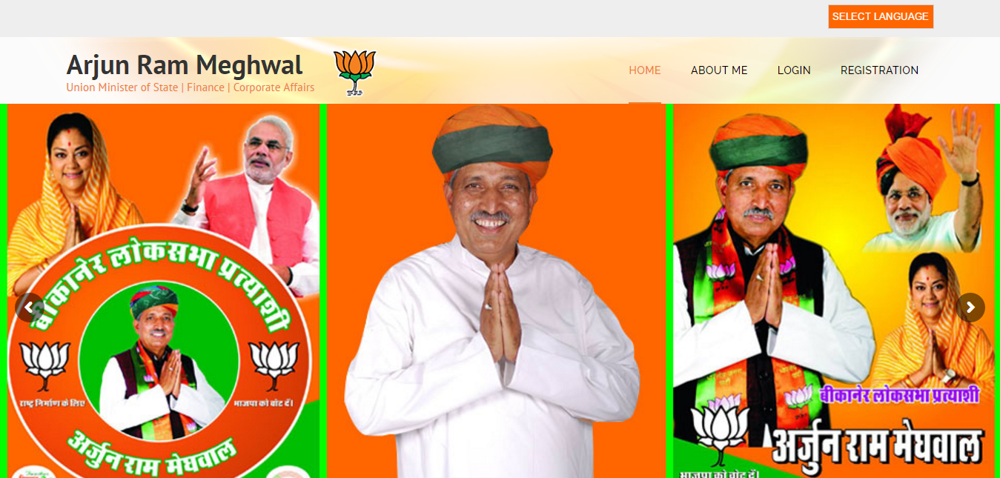 SELECT LANGUAGE
Arjun Ram Meghwal
Union Minister of State | Finance | Corporate Affairs
HOME
ABOUT ME
LOGIN
REGISTRATION
बीकानेर लोकसभा प्रत्याशी
राष्ट्र निर्माण के लिए
भाजपा को वोट दें।
अर्जुन राम मेघवाल
बीकानेर लोकसभा प्रत्याशी
अर्जुन राम मेघवाल
भाजपा को वोट दें।